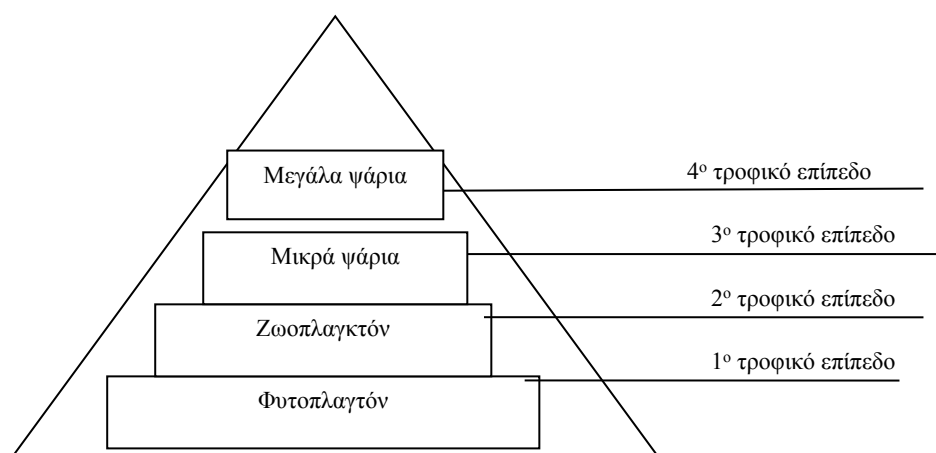 Μεγάλα ψάρια
4ο τροφικό επίπεδο
Μικρά ψάρια
3ο τροφικό επίπεδο
Ζωοπλαγκτόν
2ο τροφικό επίπεδο
Φυτοπλαγτόν
1ο τροφικό επίπεδο